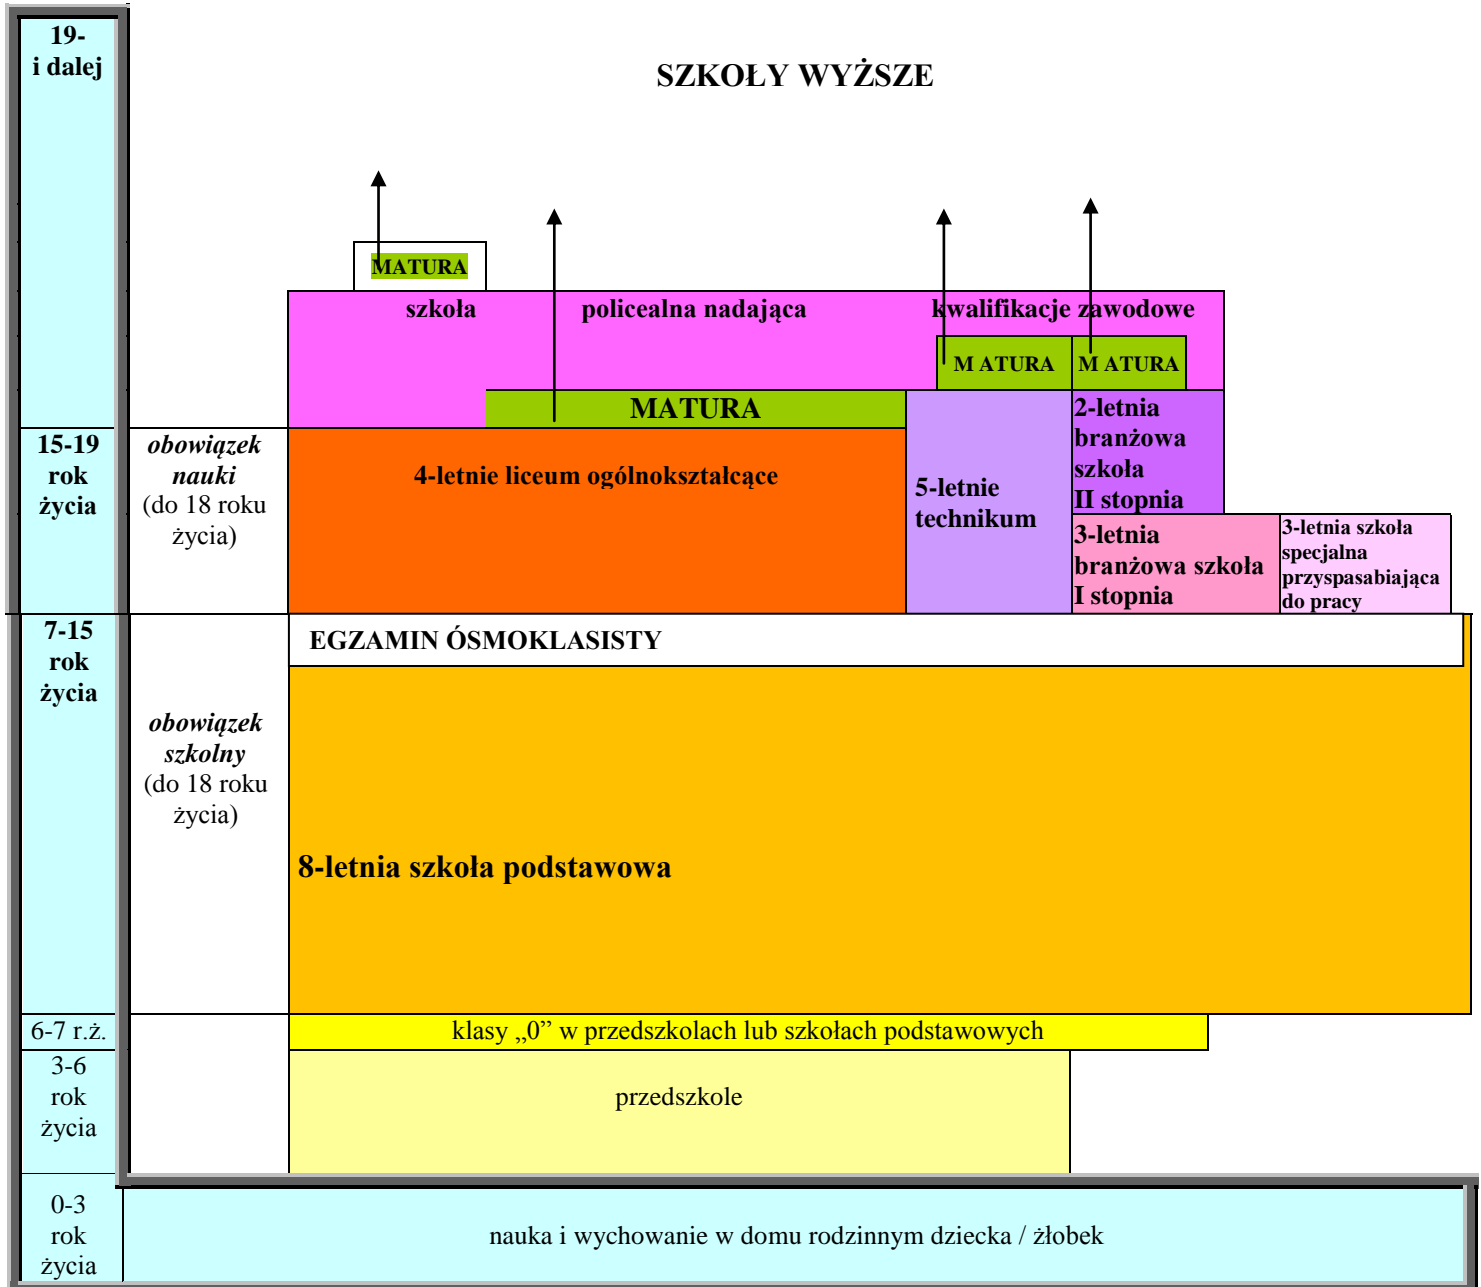 19-
i dalej
SZKOŁY WYŻSZE
MATURA
szkoła policealna nadająca kwalifikacje zawodowe
M ATURA
M ATURA
MATURA
2-letnia
branżowa
szkoła
II stopnia
15-19
rok
życia
obowiązek
nauki
(do 18 roku
życia)
4-letnie liceum ogólnokształcące
5-letnie
technikum
3-letnia
branżowa szkoła
I stopnia
3-letnia szkoła
specjalna
przyspasabiająca
do pracy
7-15
rok
życia
EGZAMIN ÓSMOKLASISTY
obowiązek
szkolny
(do 18 roku
życia)
8-letnia szkoła podstawowa
6-7 r.ż.
klasy „0” w przedszkolach lub szkołach podstawowych
3-6
rok
życia
przedszkole
0-3
rok
życia
nauka i wychowanie w domu rodzinnym dziecka / żłobek